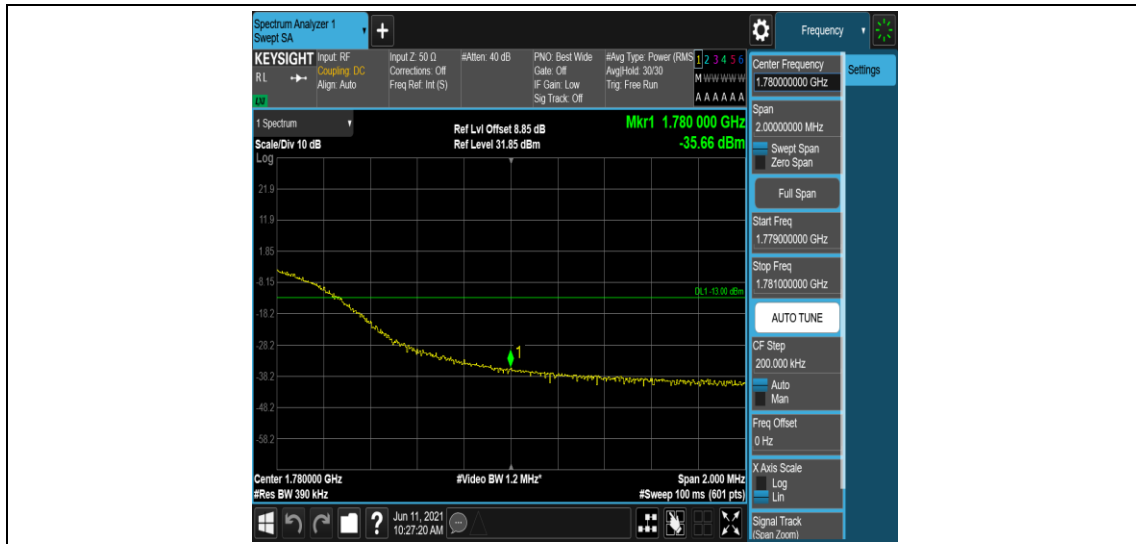 Spectrum Analyzer 1
Swept SA
+
Frequency
KEYSIGHT
RL
LNI
Input: RF
Coupling: DC
Align: Auto
Input Z: 50 Ω
Corrections: Off
Freq Ref: Int (S)
#Atten: 40 dB
PNO: Best Wide
Gate: Off
IF Gain: Low
Sig Track: Off
#Avg Type: Power (RMS
Avg|Hold: 30/30
Trig: Free Run
1 2 3 4 5 6
M W W W W W
A A A A A A
1 Spectrum
Scale/Div 10 dB
Log
Ref Lvl Offset 8.85 dB
Ref Level 31.85 dBm
Mkr1 1.780 000 GHz
-35.66 dBm
21.9
11.9
1.85
-8.15
-18.2
-28.2
-38.2
-48.2
-58.2
DL1 -13.00 dBm
1
Center 1.780000 GHz
#Res BW 390 kHz
#Video BW 1.2 MHz*
Span 2.000 MHz
#Sweep 100 ms (601 pts)
?
Jun 11, 2021
10:27:20 AM
Center Frequency
1.780000000 GHz
Settings
Span
2.00000000 MHz
Swept Span
Zero Span
Full Span
Start Freq
1.779000000 GHz
Stop Freq
1.781000000 GHz
AUTO TUNE
CF Step
200.000 kHz
Auto
Man
Freq Offset
0 Hz
X Axis Scale
Log
Lin
Signal Track
(Span Zoom)